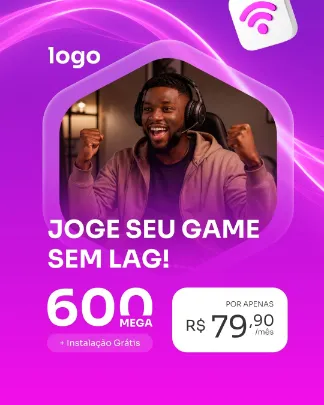 logo
JOGE SEU GAME
SEM LAG!
600
MEGA
+ Instalação Grátis
POR APENAS
R$ 79,90
/mês